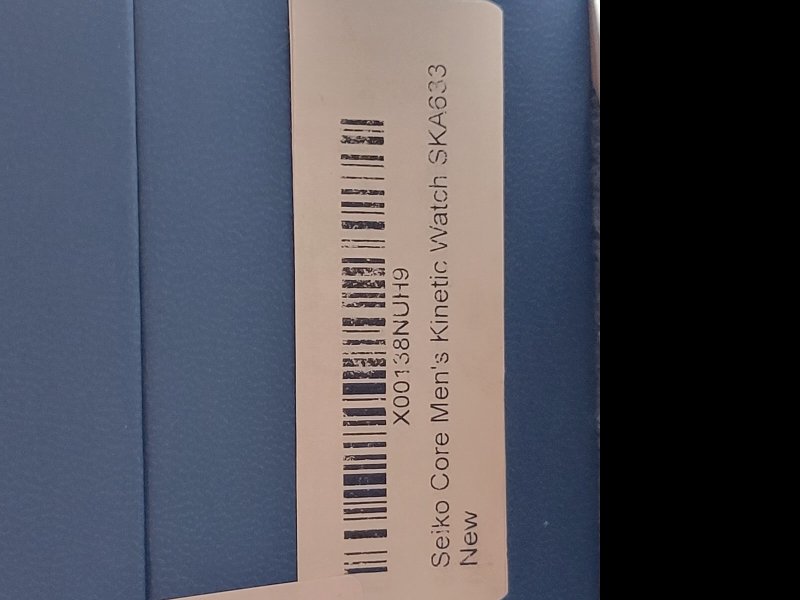 X00138NUH9
Seiko Core Men's Kinetic Watch SKA633
New